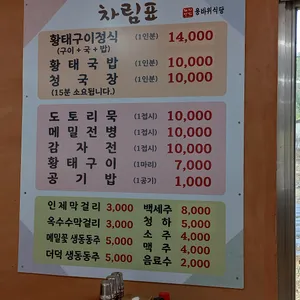 차림표
용바위식당
황태구이정식 (1인분) 14,000
(구이 + 국 + 밥)
황태국밥 (1인분) 10,000
청국장 (1인분) 10,000
(15분 소요됩니다.)
도토리묵 (1접시) 10,000
메밀전병 (1접시) 10,000
감자전 (1접시) 10,000
황태구이 (1마리) 7,000
공기밥 (1공기) 1,000
인제막걸리 3,000 백세주 8,000
옥수수막걸리 3,000 청하 5,000
메밀꽃 생동동주 5,000 소주 4,000
더덕 생동동주 5,000 맥주 4,000
음료수 2,000